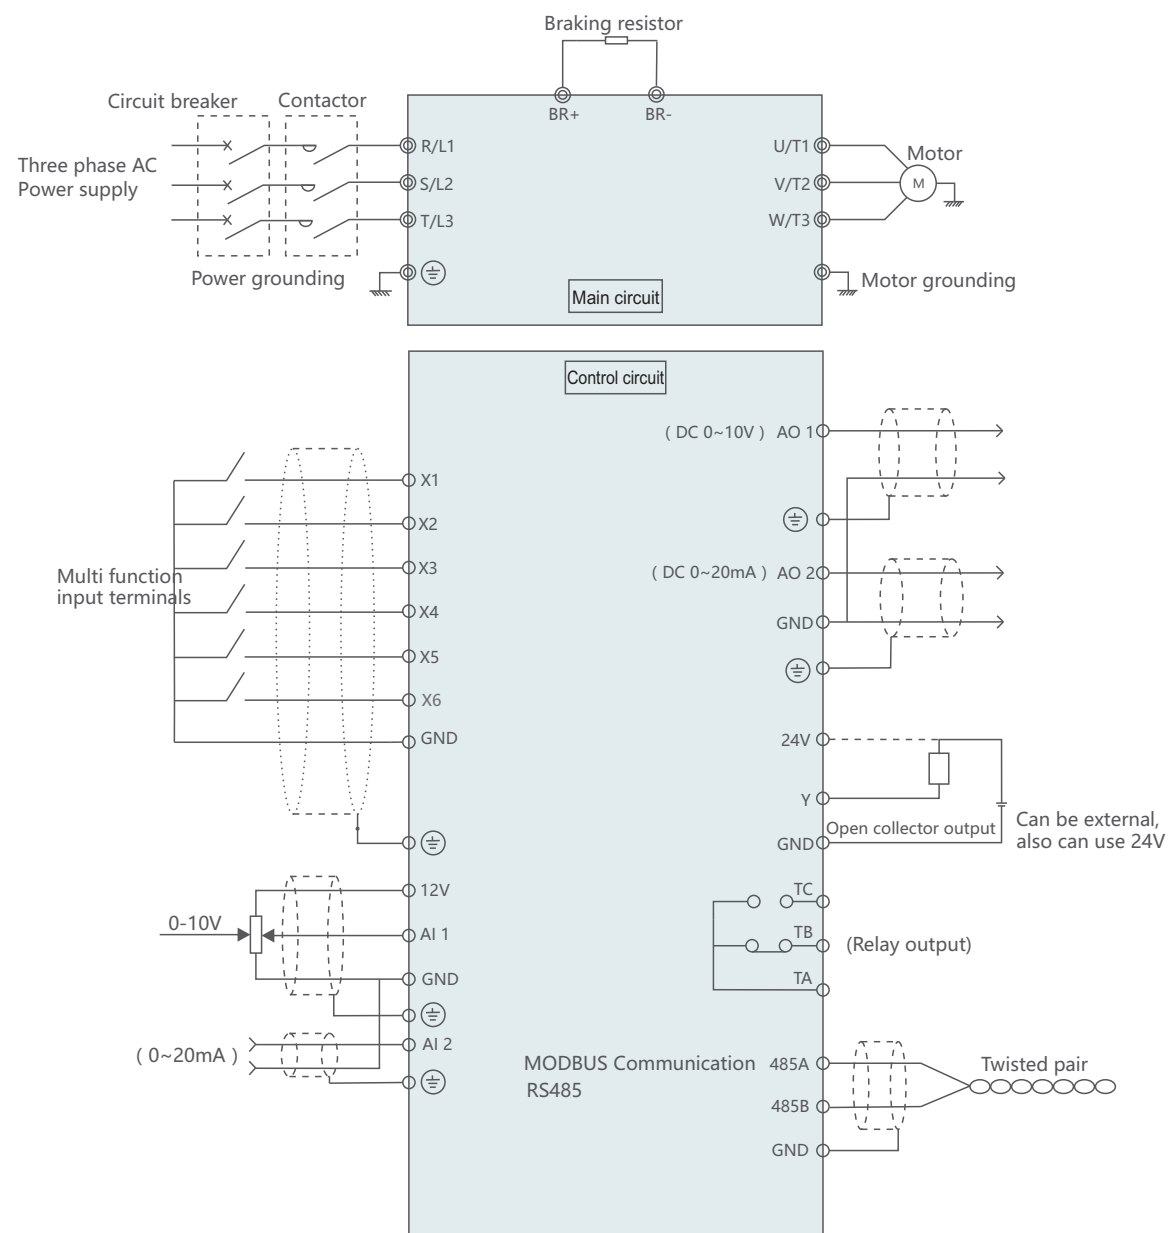 Braking resistor
BR+
BR-
Circuit breaker
Contactor
Three phase AC
Power supply
R/L1
S/L2
T/L3
U/T1
V/T2
W/T3
Motor
M
Power grounding
Motor grounding
Main circuit
Control circuit
Multi function
input terminals
X1
X2
X3
X4
X5
X6
GND
12V
0-10V
AI 1
GND
AI 2
( 0~20mA )
( DC 0~10V ) AO 1
( DC 0~20mA ) AO 2
GND
24V
Y
Open collector output
GND
Can be external,
also can use 24V
TC
TB
(Relay output)
TA
MODBUS Communication
RS485
485A
485B
GND
Twisted pair